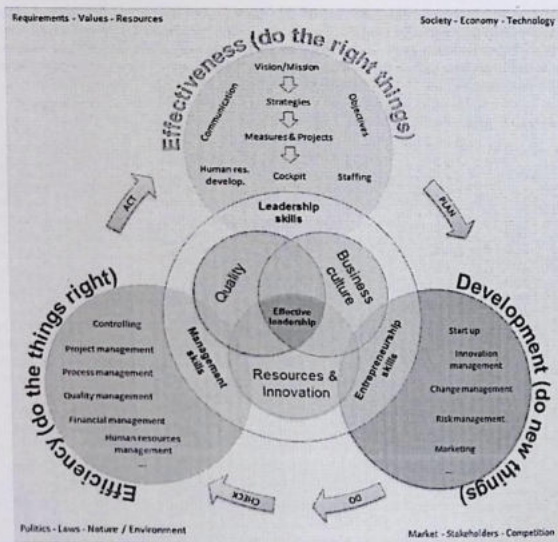 Requirements - Values - Resources
Society - Economy - Technology
Effectiveness (do the right things)
Vision/Mission
Communication
Strategies
Objectives
Measures & Projects
Human res.
develop.
Cockpit
Staffing
ACT
PLAN
Leadership
skills
Quality
Business
culture
Effective
leadership
Management
skills
Entrepreneurship
skills
Resources &
Innovation
Efficiency (do the things right)
Controlling
Project management
Process management
Quality management
Financial management
Human resources
management
...
Development (do new things)
Start up
Innovation
management
Change management
Risk management
Marketing
...
CHECK
DO
Politics - Laws - Nature / Environment
Market - Stakeholders - Competition